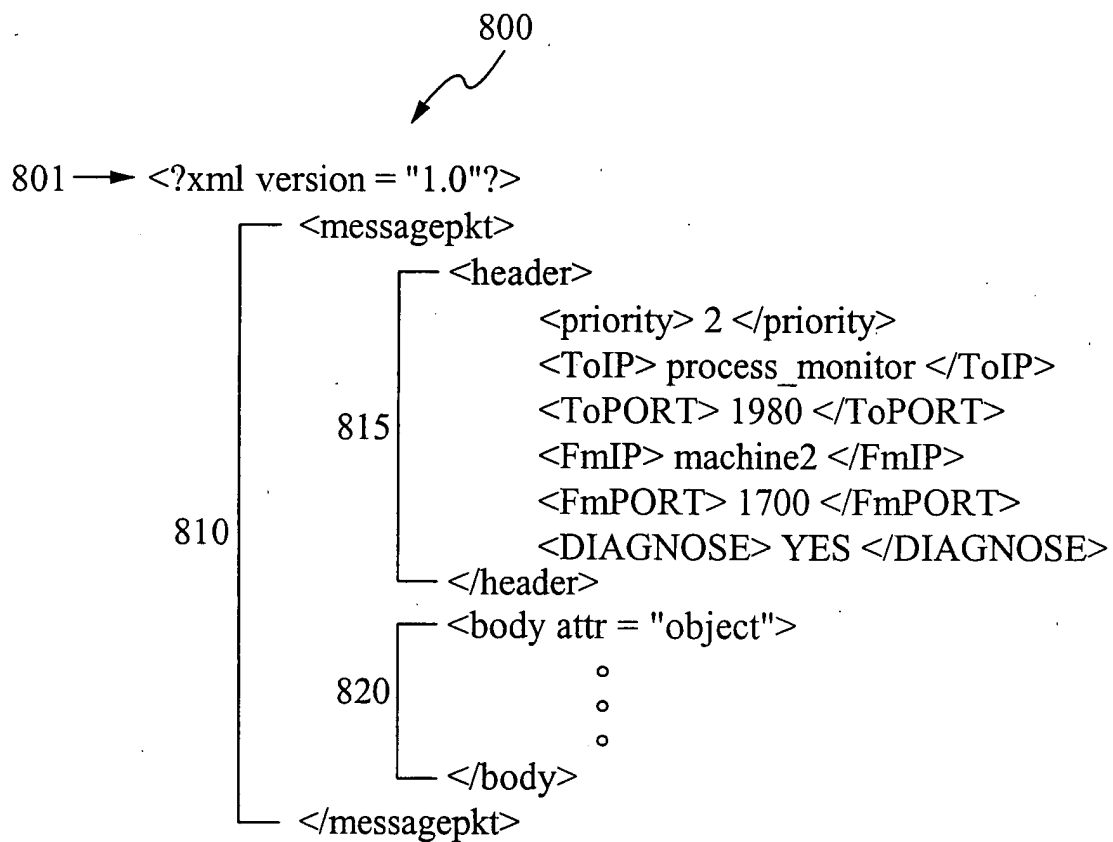 800
801 <?xml version = "1.0"?>
<messagepkt>
<header>
<priority> 2 </priority>
<ToIP> process_monitor </ToIP>
<ToPORT> 1980 </ToPORT>
815
<FmIP> machine2 </FmIP>
<FmPORT> 1700 </FmPORT>
810
<DIAGNOSE> YES </DIAGNOSE>
</header>
<body attr = "object">
820
</body>
</messagepkt>